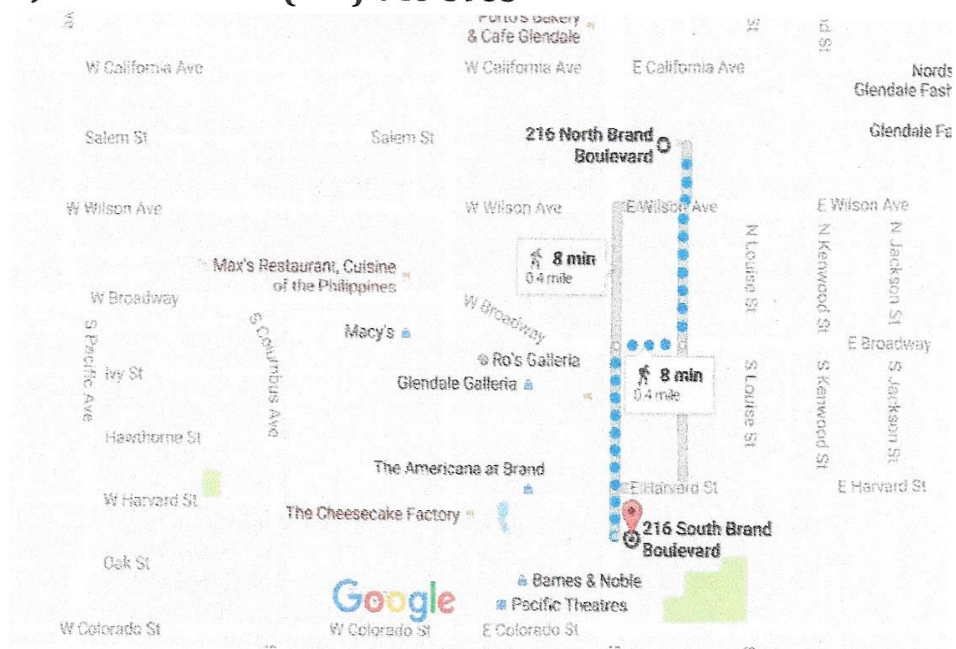 & Cafe Glendale
W California Ave
W California Ave
E California Ave
Nords
Glendale Fash
Salem St
Salem St
216 North Brand
Boulevard
Glendale Fa
W Wilson Ave
W Wilson Ave
E Wilson Ave
E Wilson Ave
N Louise St
N Kenwood St
N Jackson St
8 min
0.4 mile
Max's Restaurant, Cuisine
of the Philippines
W Broadway
W Broadway
S Pacific Ave
S Columbus Ave
Macy's
E Broadway
Ro's Galleria
Ivy St
Glendale Galleria
8 min
0.4 mile
S Louise St
S Kenwood St
S Jackson St
Hawthorne St
The Americana at Brand
W Harvard St
E Harvard St
E Harvard St
The Cheesecake Factory
216 South Brand
Boulevard
Oak St
Barnes & Noble
Google
Pacific Theatres
W Colorado St
W Colorado St
E Colorado St